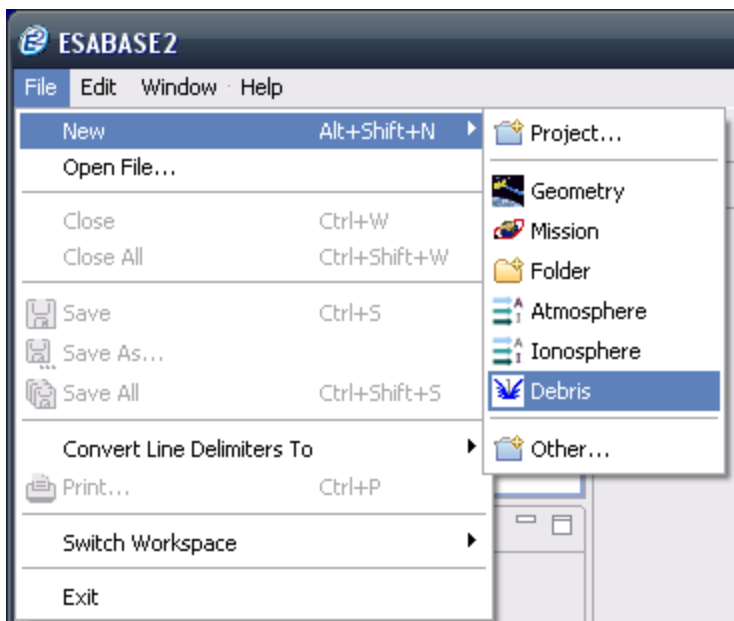 ESABASE2
File Edit Window Help
New Alt+Shift+N
Open File...
Close Ctrl+W
Close All Ctrl+Shift+W
Save Ctrl+S
Save As...
Save All Ctrl+Shift+S
Convert Line Delimiters To
Print... Ctrl+P
Switch Workspace
Exit
Project...
Geometry
Mission
Folder
Atmosphere
Ionosphere
Debris
Other...